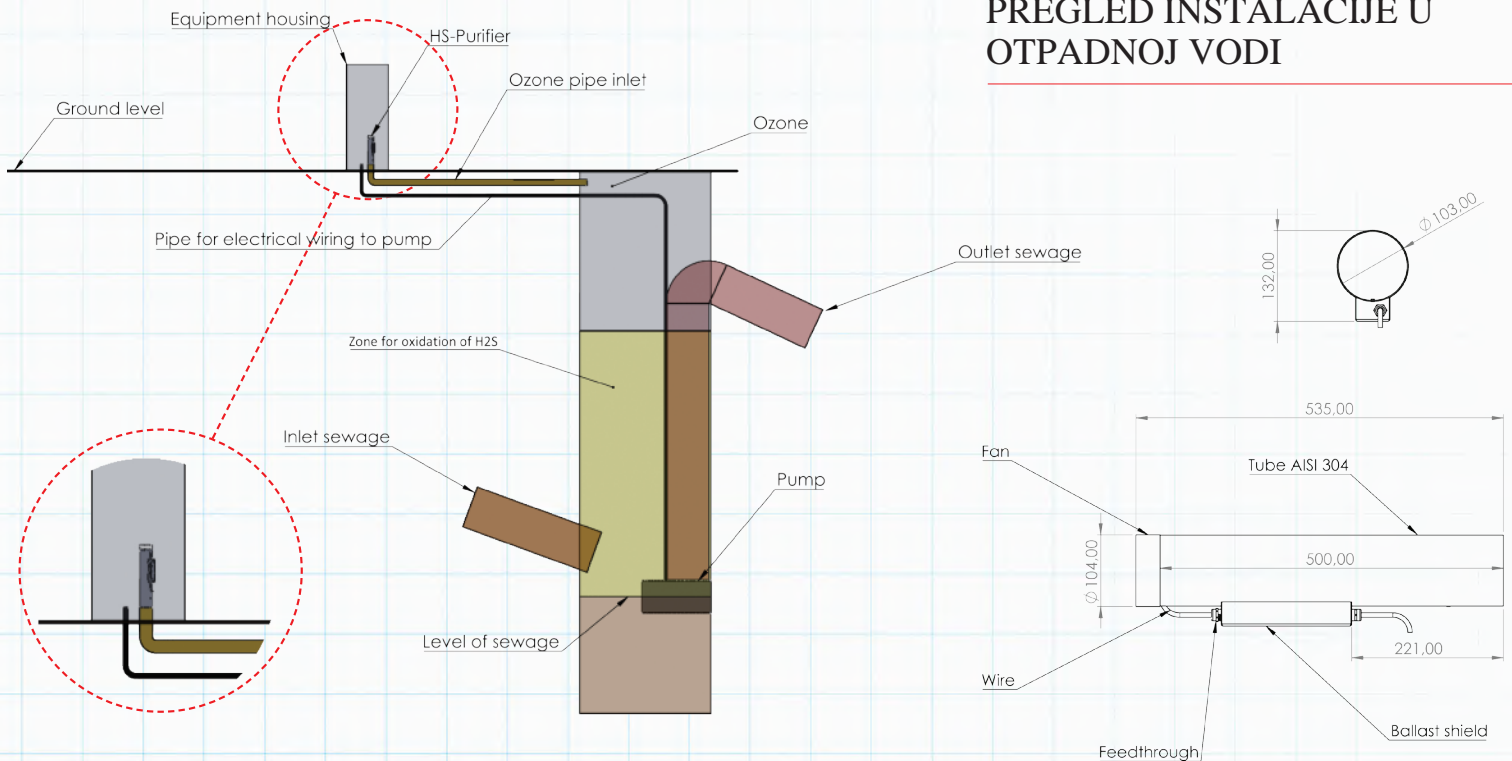 PREGLED INSTALACIJE U
OTPADNOJ VODI
Equipment housing
HS-Purifier
Ozone pipe inlet
Ground level
Ozone
Pipe for electrical wiring to pump
Outlet sewage
Zone for oxidation of H2S
Inlet sewage
Pump
Level of sewage
Ø 103,00
132,00
535,00
Fan
Tube AISI 304
Ø 104,00
500,00
221,00
Wire
Ballast shield
Feedthrough